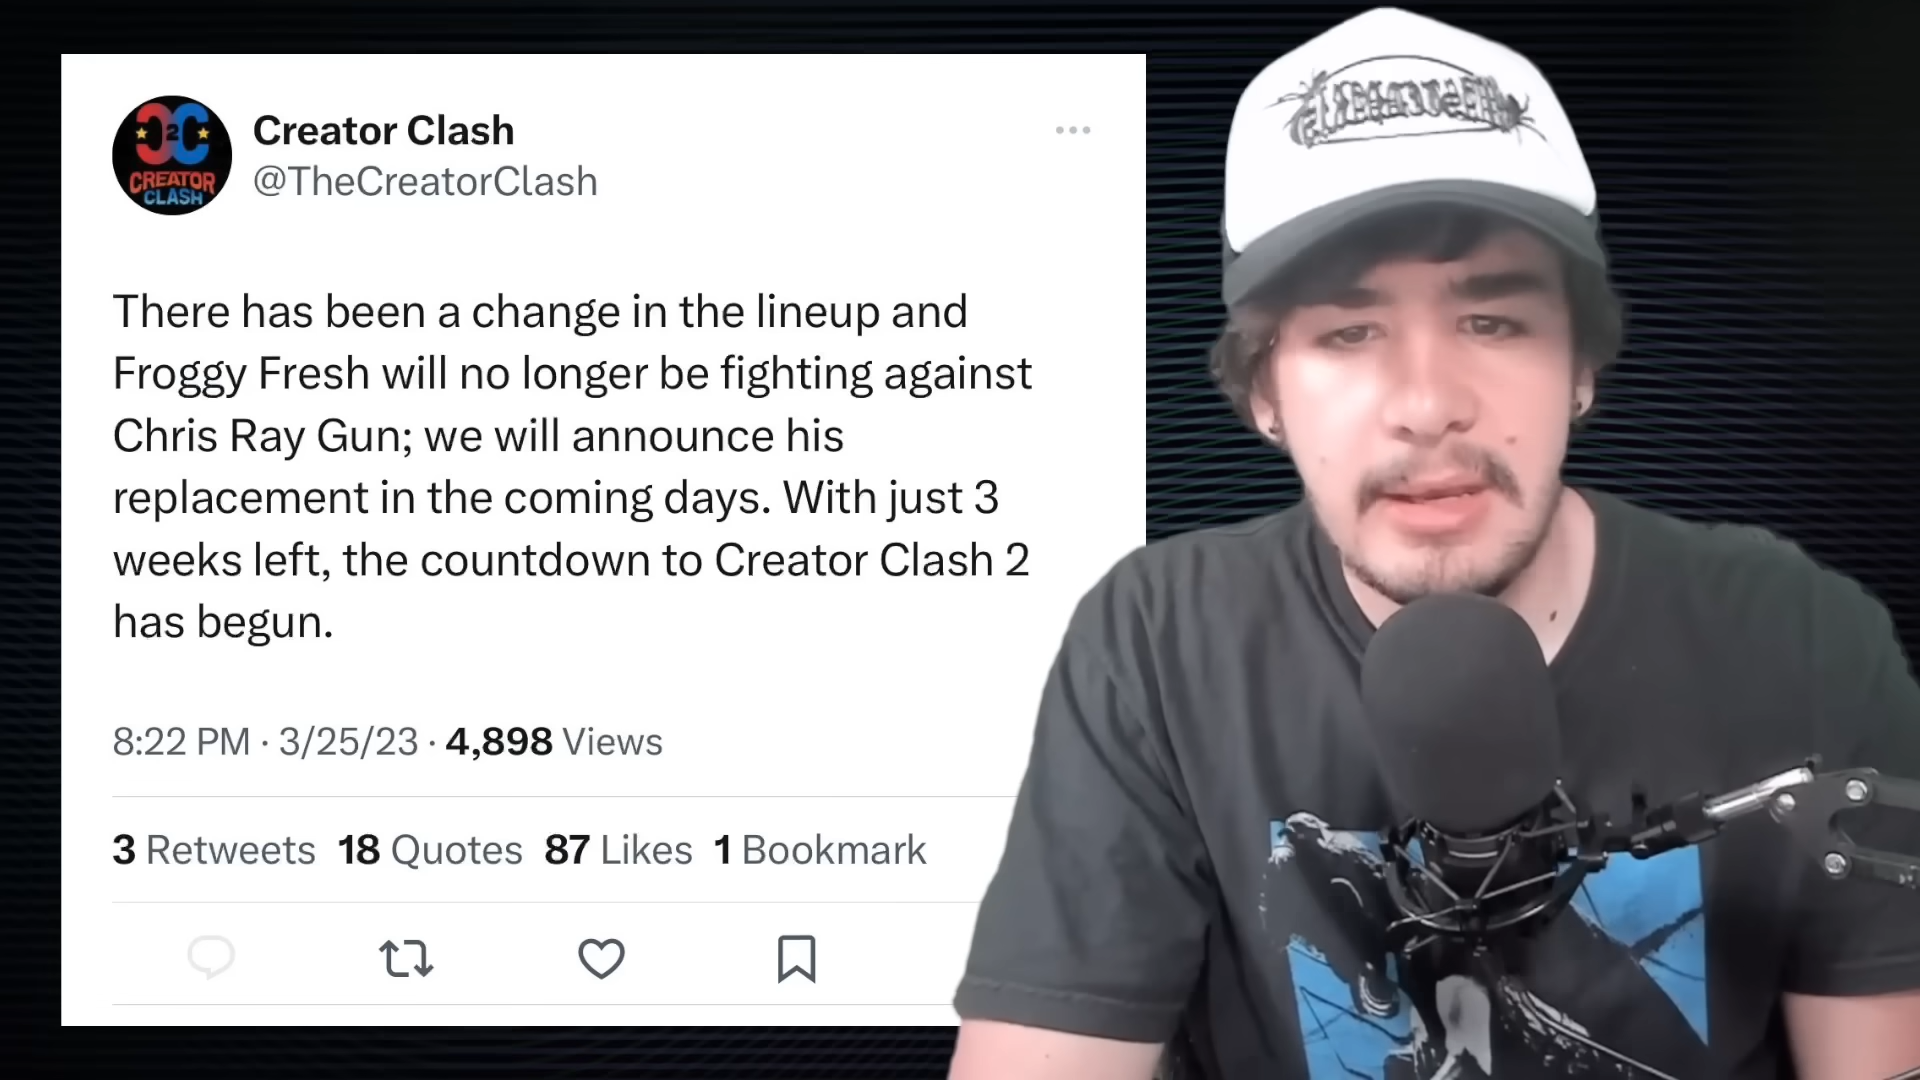 C2C
CREATOR
CLASH
Creator Clash
@TheCreatorClash
There has been a change in the lineup and
Froggy Fresh will no longer be fighting against
Chris Ray Gun; we will announce his
replacement in the coming days. With just 3
weeks left, the countdown to Creator Clash 2
has begun.
8:22 PM · 3/25/23 · 4,898 Views
3 Retweets 18 Quotes 87 Likes 1 Bookmark